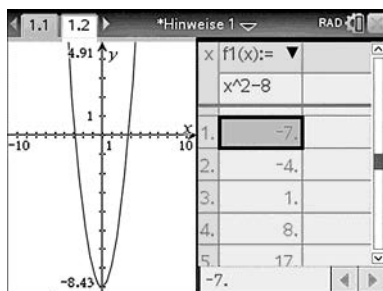 1.1 1.2 *Hinweise 1 RAD
4.91 y
1
x
-10 1 10
-8.43
x f1(x):= ▼
x^2-8
1. -7.
2. -4.
3. 1.
4. 8.
5. 17.
-7.